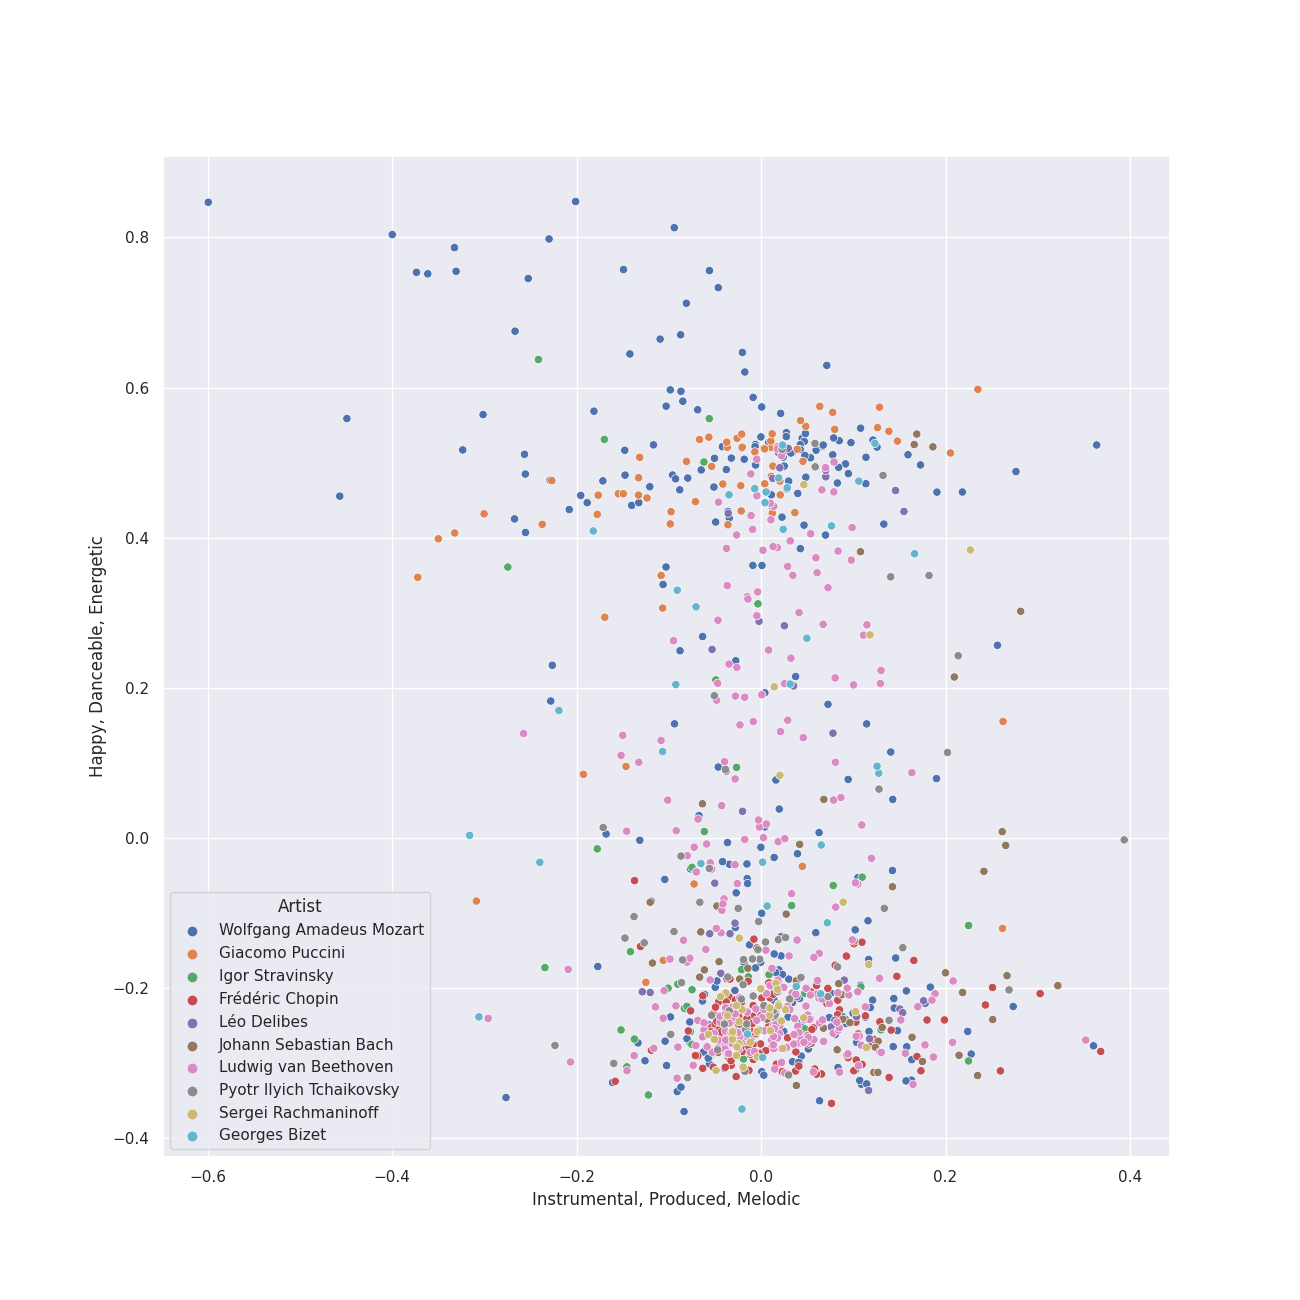 0.8
0.6
0.4
0.2
0.0
−0.2
−0.4
Happy, Danceable, Energetic
Artist
Wolfgang Amadeus Mozart
Giacomo Puccini
Igor Stravinsky
Frédéric Chopin
Léo Delibes
Johann Sebastian Bach
Ludwig van Beethoven
Pyotr Ilyich Tchaikovsky
Sergei Rachmaninoff
Georges Bizet
−0.6 −0.4 −0.2 0.0 0.2 0.4
Instrumental, Produced, Melodic